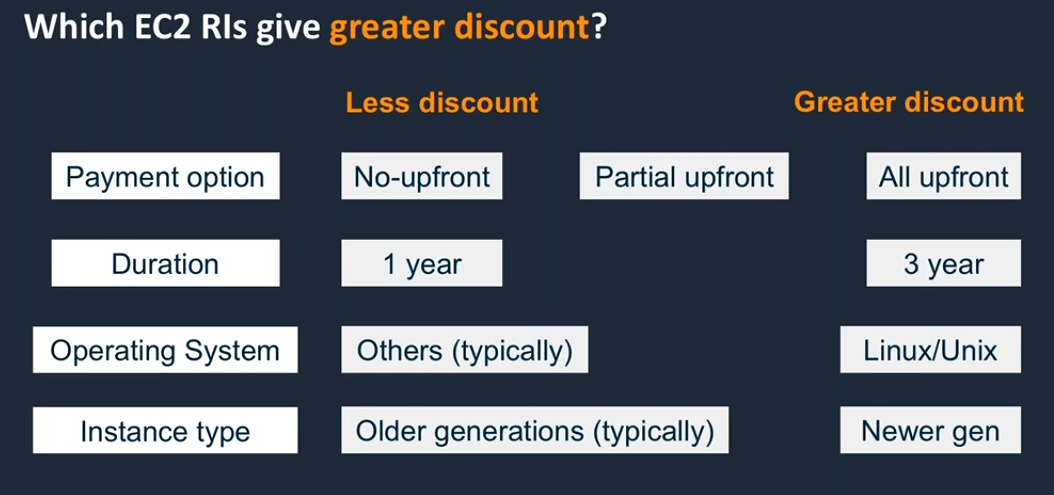 Which EC2 RIs give greater discount?
Less discount Greater discount
Payment option No-upfront Partial upfront All upfront
Duration 1 year 3 year
Operating System Others (typically) Linux/Unix
Instance type Older generations (typically) Newer gen